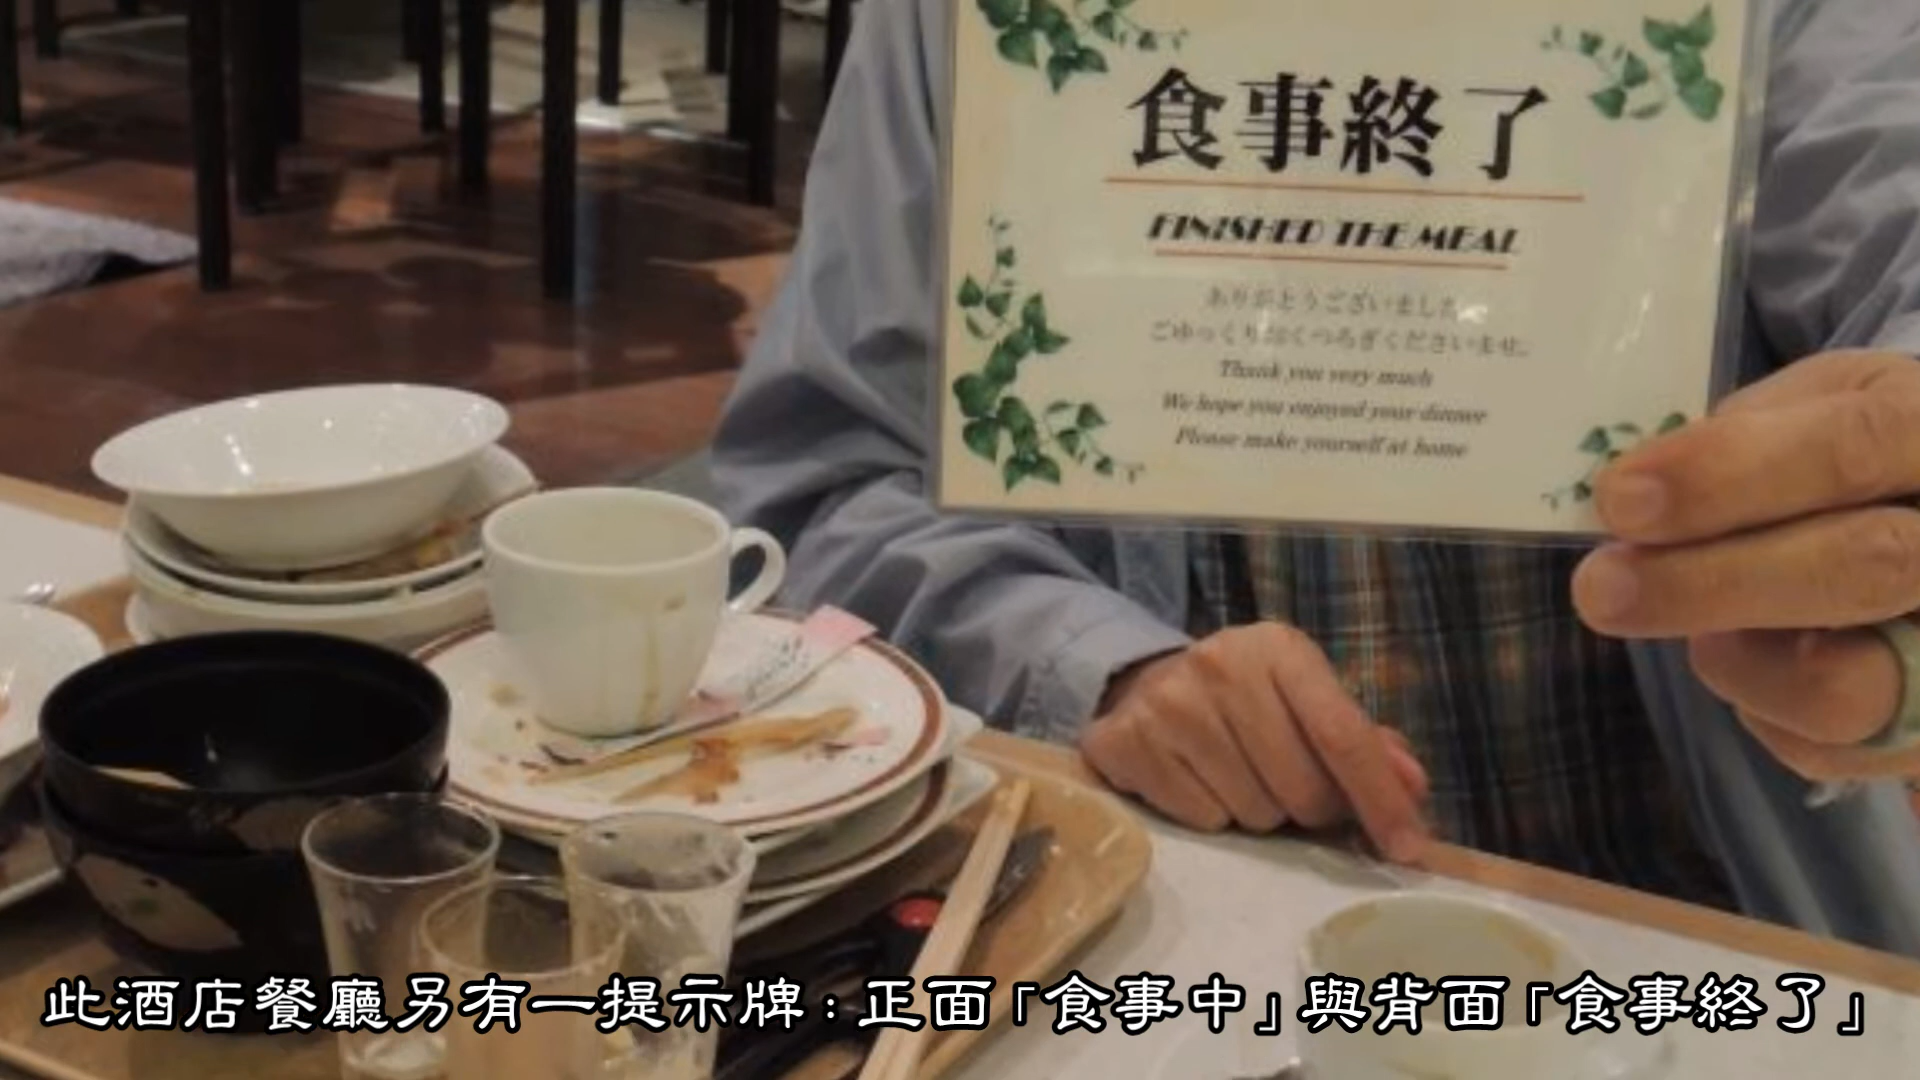 食事終了
FINISHED THE MEAL
ありがとうございました
ごゆっくりおくつろぎくださいませ。
Thank you very much
We hope you enjoyed your dinner
Please make yourself at home
此酒店餐廳另有一提示牌：正面「食事中」與背面「食事終了」